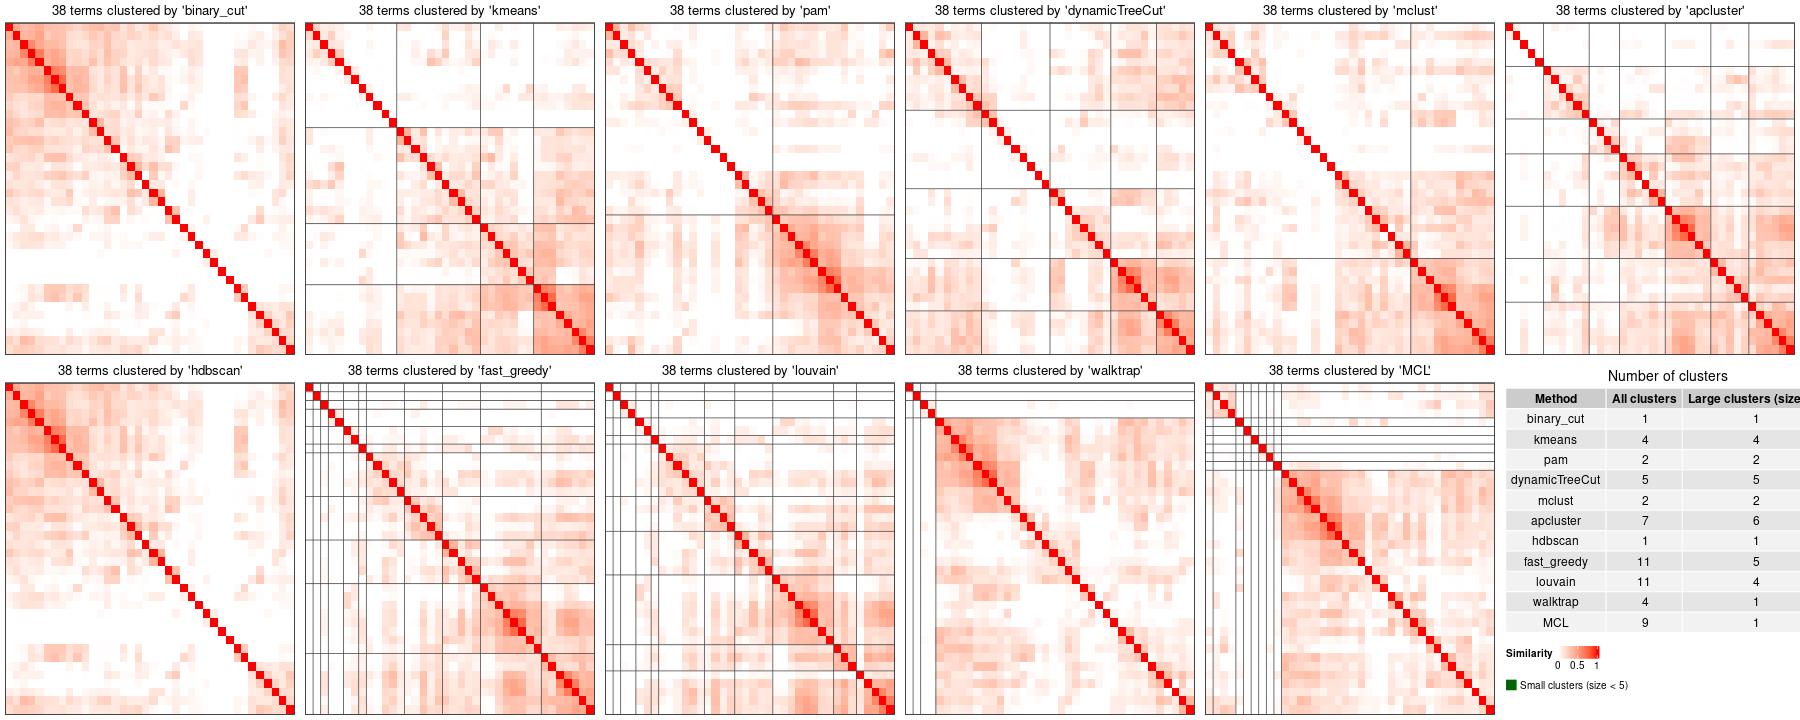 38 terms clustered by 'binary_cut'
38 terms clustered by 'kmeans'
38 terms clustered by 'pam'
38 terms clustered by 'dynamicTreeCut'
38 terms clustered by 'mclust'
38 terms clustered by 'apcluster'
38 terms clustered by 'hdbscan'
38 terms clustered by 'fast_greedy'
38 terms clustered by 'louvain'
38 terms clustered by 'walktrap'
38 terms clustered by 'MCL'
Number of clusters
Method All clusters Large clusters (size
binary_cut 1 1
kmeans 4 4
pam 2 2
dynamicTreeCut 5 5
mclust 2 2
apcluster 7 6
hdbscan 1 1
fast_greedy 11 5
louvain 11 4
walktrap 4 1
MCL 9 1
Similarity
0 0.5 1
Small clusters (size < 5)